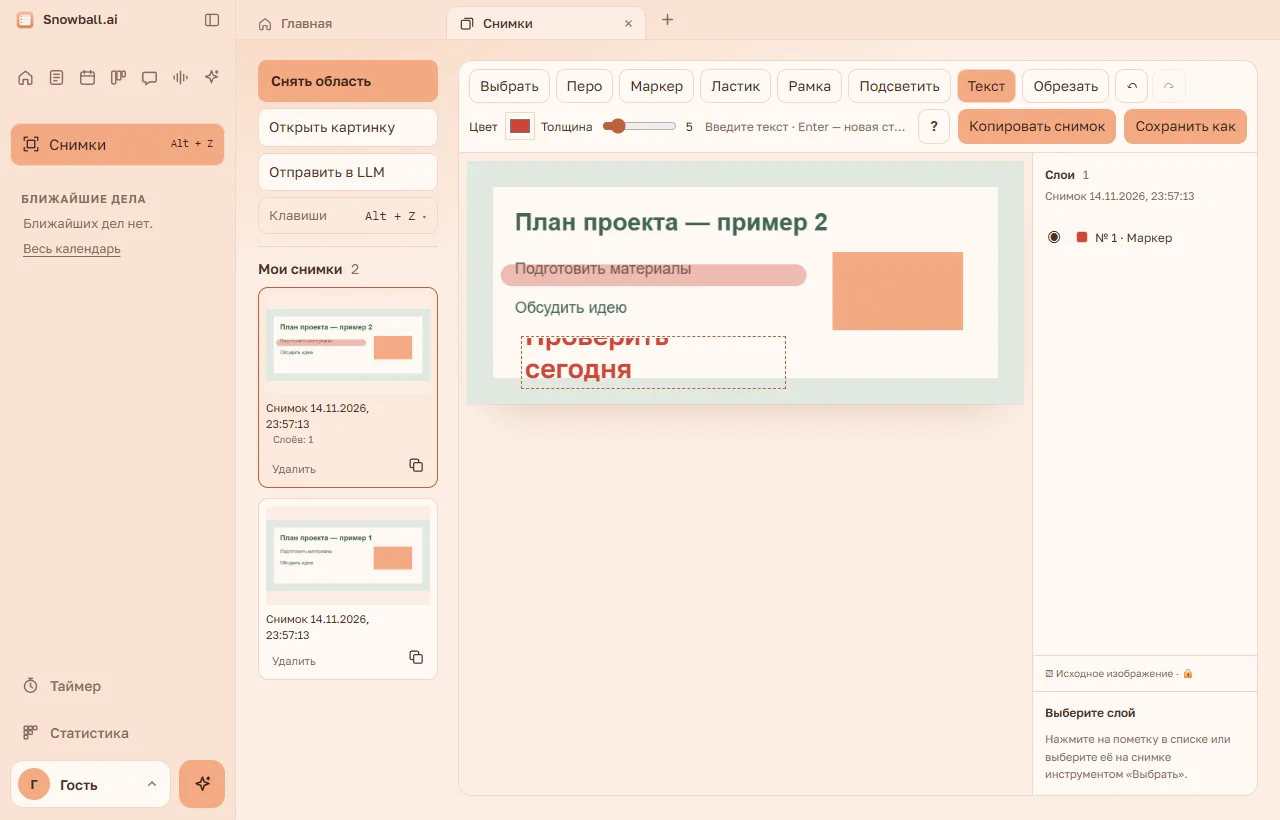 Snowball.ai
Главная
Снимки
Снимки
Alt + Z
БЛИЖАЙШИЕ ДЕЛА
Ближайших дел нет.
Весь календарь
Таймер
Статистика
Г
Гость
Снять область
Открыть картинку
Отправить в LLM
Клавиши
Alt + Z
Мои снимки 2
План проекта — пример 2
Подготовить материалы
Обсудить идею
Снимок 14.11.2026,
23:57:13
Слоёв: 1
Удалить
План проекта — пример 1
Подготовить материалы
Обсудить идею
Снимок 14.11.2026,
23:57:13
Удалить
Выбрать
Перо
Маркер
Ластик
Рамка
Подсветить
Текст
Обрезать
Цвет
Толщина
5
Введите текст · Enter — новая ст...
?
Копировать снимок
Сохранить как
План проекта — пример 2
Подготовить материалы
Обсудить идею
Проверить
сегодня
Слои 1
Снимок 14.11.2026, 23:57:13
№ 1 · Маркер
Исходное изображение ·
Выберите слой
Нажмите на пометку в списке или
выберите её на снимке
инструментом «Выбрать».